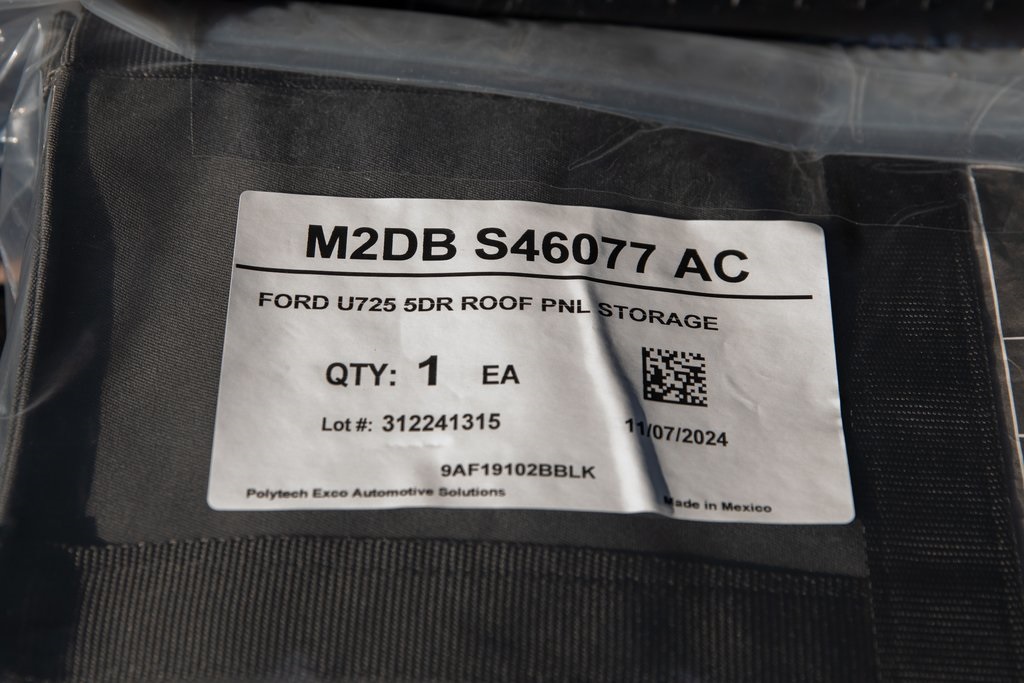 M2DB S46077 AC
FORD U725 5DR ROOF PNL STORAGE
QTY: 1 EA
Lot #: 312241315
11/07/2024
9AF19102BBLK
Polytech Exco Automotive Solutions
Made in Mexico